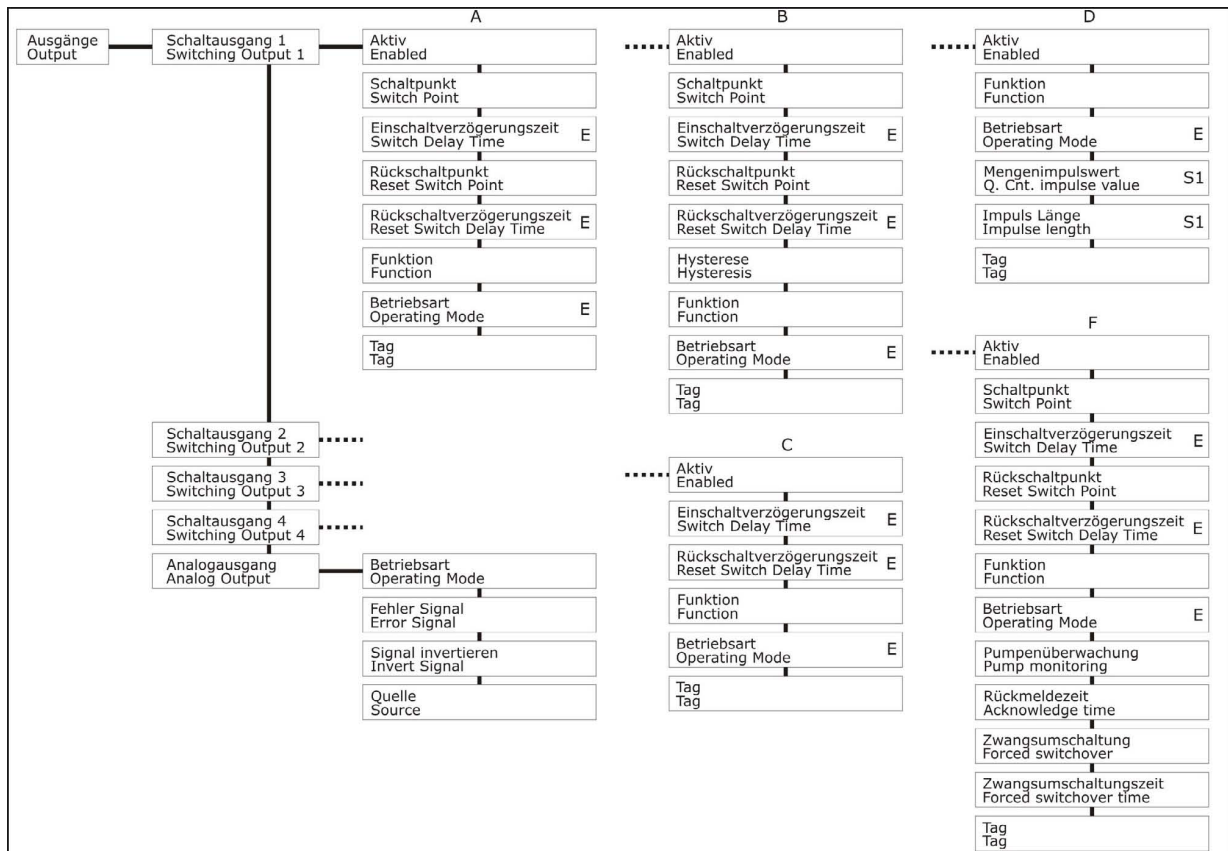 A
B
D
Ausgänge
Output
Schaltausgang 1
Switching Output 1
Aktiv
Enabled
Schaltpunkt
Switch Point
Einschaltverzögerungszeit E
Switch Delay Time
Rückschaltpunkt
Reset Switch Point
Rückschaltverzögerungszeit E
Reset Switch Delay Time
Funktion
Function
Betriebsart E
Operating Mode
Tag
Tag
Schaltausgang 2
Switching Output 2
Schaltausgang 3
Switching Output 3
Schaltausgang 4
Switching Output 4
Analogausgang
Analog Output
Betriebsart
Operating Mode
Fehler Signal
Error Signal
Signal invertieren
Invert Signal
Quelle
Source
Aktiv
Enabled
Schaltpunkt
Switch Point
Einschaltverzögerungszeit E
Switch Delay Time
Rückschaltpunkt
Reset Switch Point
Rückschaltverzögerungszeit E
Reset Switch Delay Time
Hysterese
Hysteresis
Funktion
Function
Betriebsart E
Operating Mode
Tag
Tag
C
Aktiv
Enabled
Einschaltverzögerungszeit E
Switch Delay Time
Rückschaltverzögerungszeit E
Reset Switch Delay Time
Funktion
Function
Betriebsart E
Operating Mode
Tag
Tag
Aktiv
Enabled
Funktion
Function
Betriebsart E
Operating Mode
Mengenimpulswert S1
Q. Cnt. impulse value
Impuls Länge S1
Impulse length
Tag
Tag
F
Aktiv
Enabled
Schaltpunkt
Switch Point
Einschaltverzögerungszeit E
Switch Delay Time
Rückschaltpunkt
Reset Switch Point
Rückschaltverzögerungszeit E
Reset Switch Delay Time
Funktion
Function
Betriebsart E
Operating Mode
Pumpenüberwachung
Pump monitoring
Rückmeldezeit
Acknowledge time
Zwangsumschaltung
Forced switchover
Zwangsumschaltungszeit
Forced switchover time
Tag
Tag